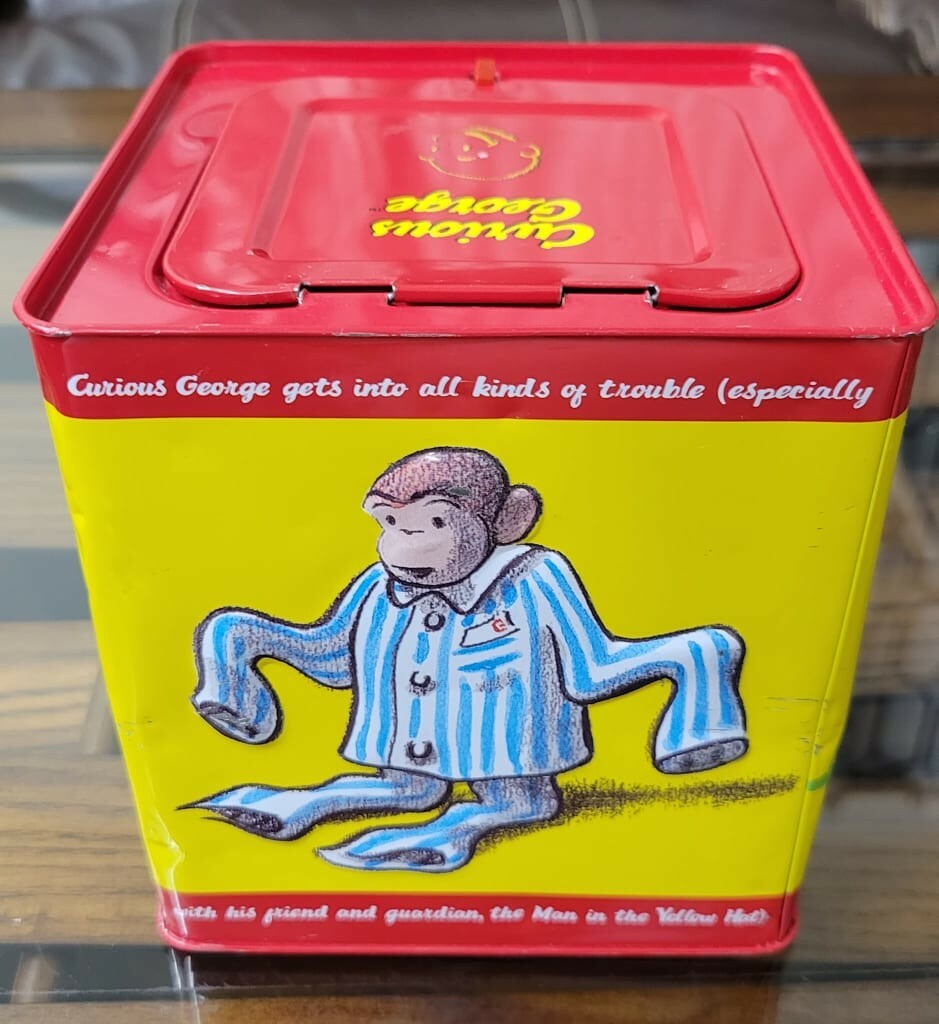 Curious
George™
Curious George gets into all kinds of trouble (especially
G
with his friend and guardian, the Man in the Yellow Hat)